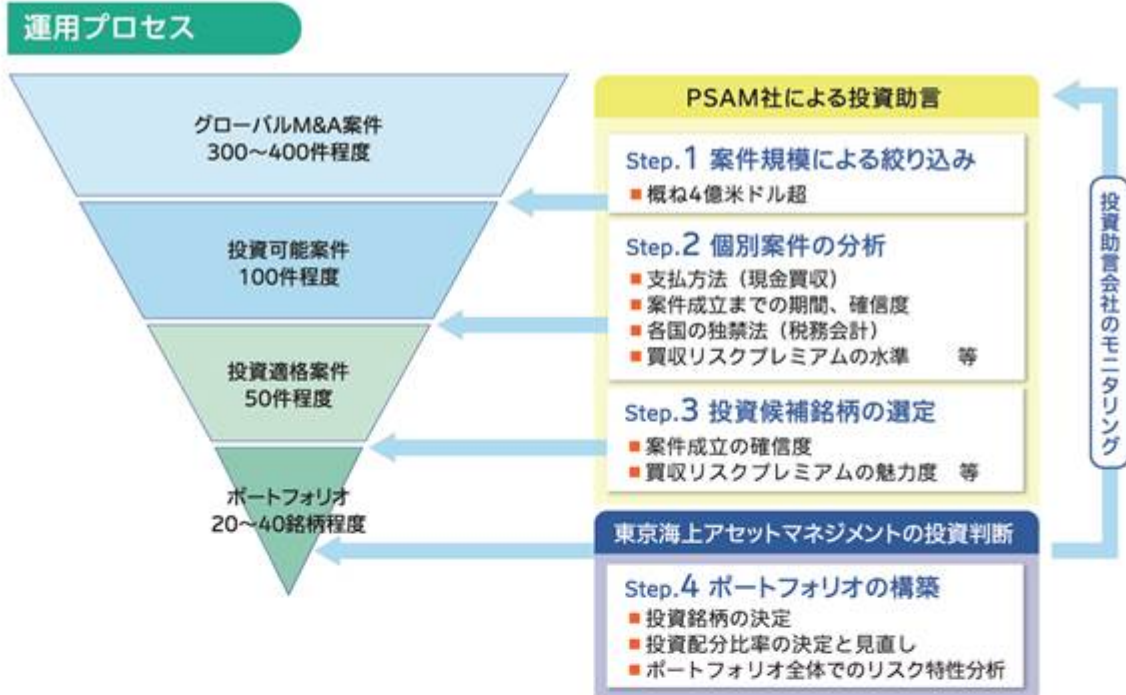 運用プロセス
グローバルM&A案件
300～400件程度
投資可能案件
100件程度
投資適格案件
50件程度
ポートフォリオ
20～40銘柄程度
PSAM社による投資助言
Step.1 案件規模による絞り込み
■ 概ね4億米ドル超
Step.2 個別案件の分析
■ 支払方法（現金買収）
■ 案件成立までの期間、確信度
■ 各国の独禁法（税務会計）
■ 買収リスクプレミアムの水準　等
Step.3 投資候補銘柄の選定
■ 案件成立の確信度
■ 買収リスクプレミアムの魅力度　等
東京海上アセットマネジメントの投資判断
Step.4 ポートフォリオの構築
■ 投資銘柄の決定
■ 投資配分比率の決定と見直し
■ ポートフォリオ全体でのリスク特性分析
投資助言会社のモニタリング